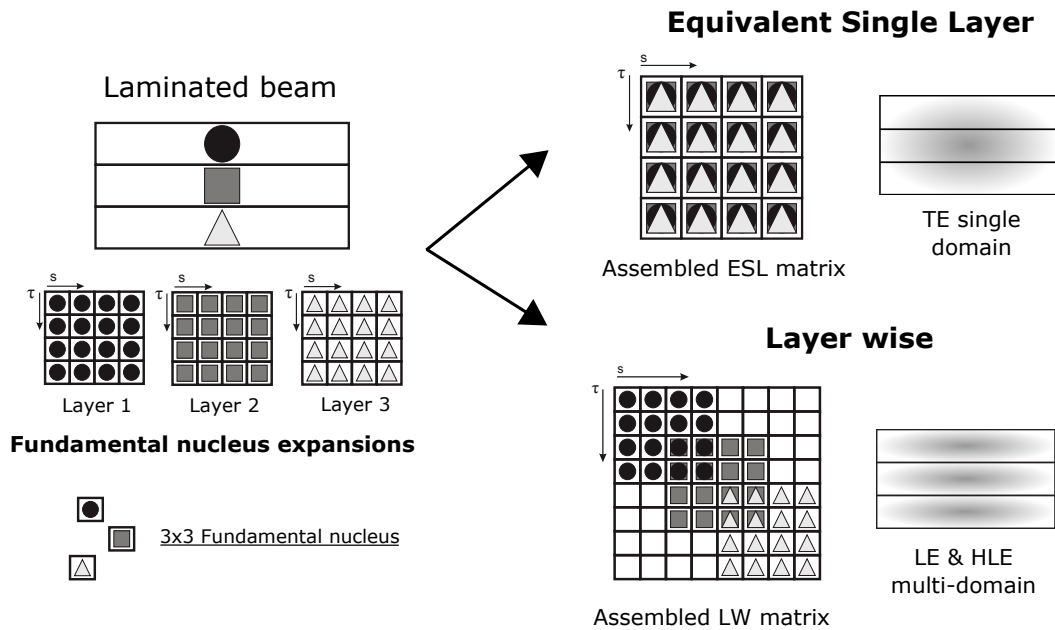 Laminated beam
s
τ
s
τ
s
τ
Layer 1
Layer 2
Layer 3
Fundamental nucleus expansions
3x3 Fundamental nucleus
Equivalent Single Layer
s
τ
Assembled ESL matrix
TE single
domain
Layer wise
s
τ
Assembled LW matrix
LE & HLE
multi-domain